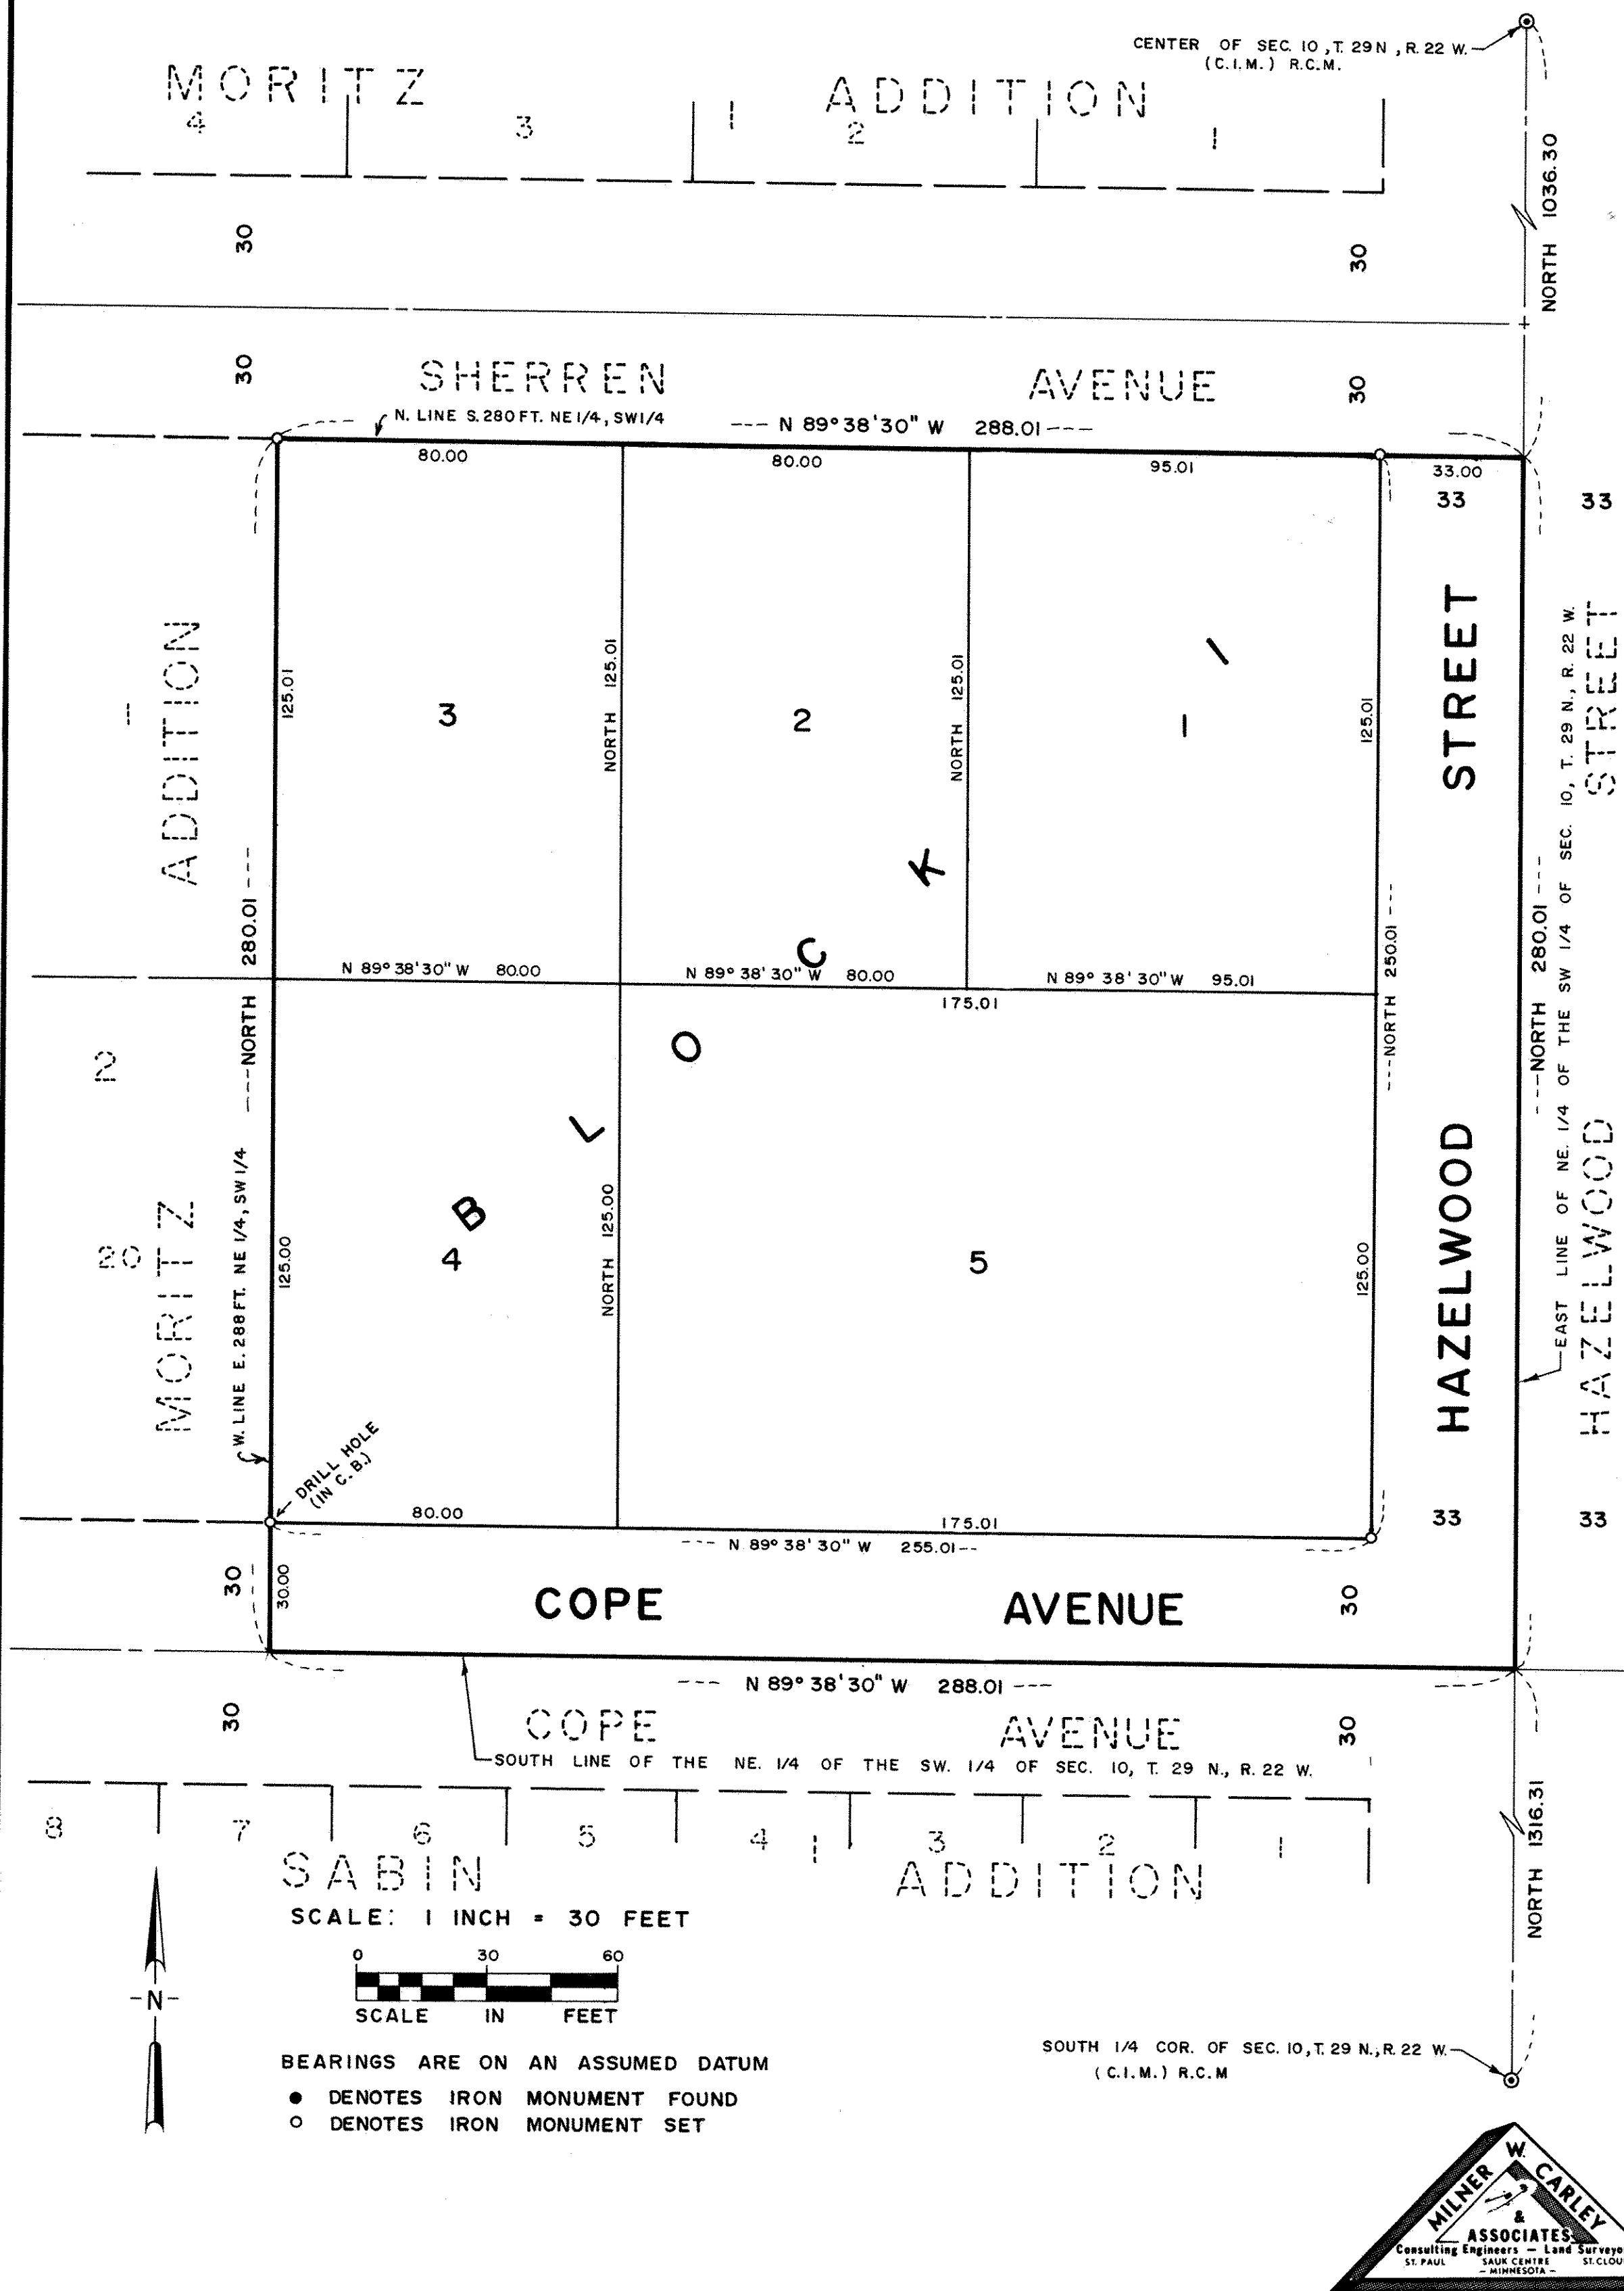 CENTER OF SEC. 10, T. 29 N, R. 22 W.
(C.I.M.) R.C.M.
MORITZ ADDITION
4 3 1 2 1
NORTH 1036.30
30 30
30 30
SHERREN AVENUE
N. LINE S. 280 FT. NE 1/4, SW 1/4
--- N 89° 38' 30" W 288.01 ---
80.00 80.00 95.01 33.00
33 33
125.01
NORTH 125.01
NORTH 125.01
125.01
3 2 1
BLOCK 1
ADDITION
1
STREET
STREET
---NORTH 280.01---
---NORTH 250.01---
---NORTH 280.01---
EAST LINE OF NE. 1/4 OF THE SW 1/4 OF SEC. 10, T. 29 N., R. 22 W.
N 89° 38' 30" W 80.00
N 89° 38' 30" W 80.00
N 89° 38' 30" W 95.01
175.01
2
20
MORITZ
W. LINE E. 288 FT. NE 1/4, SW 1/4
125.00
NORTH 125.00
125.00
4 5
HAZELWOOD
HAZELWOOD
DRILL HOLE
(IN C.B.)
80.00 175.01
33 33
--- N 89° 38' 30" W 255.01--
30 30.00
COPE AVENUE
30
--- N 89° 38' 30" W 288.01 ---
30 30
COPE AVENUE
SOUTH LINE OF THE NE. 1/4 OF THE SW. 1/4 OF SEC. 10, T. 29 N., R. 22 W.
8 7 6 5 4 1 3 2 1
SABIN ADDITION
NORTH 1316.31
SCALE: 1 INCH = 30 FEET
0 30 60
SCALE IN FEET
-N-
BEARINGS ARE ON AN ASSUMED DATUM
● DENOTES IRON MONUMENT FOUND
○ DENOTES IRON MONUMENT SET
SOUTH 1/4 COR. OF SEC. 10, T. 29 N., R. 22 W.
(C.I.M.) R.C.M
MILNER W. CARLEY
&
ASSOCIATES
Consulting Engineers — Land Surveyo
ST. PAUL SAUK CENTRE ST. CLOU
- MINNESOTA -